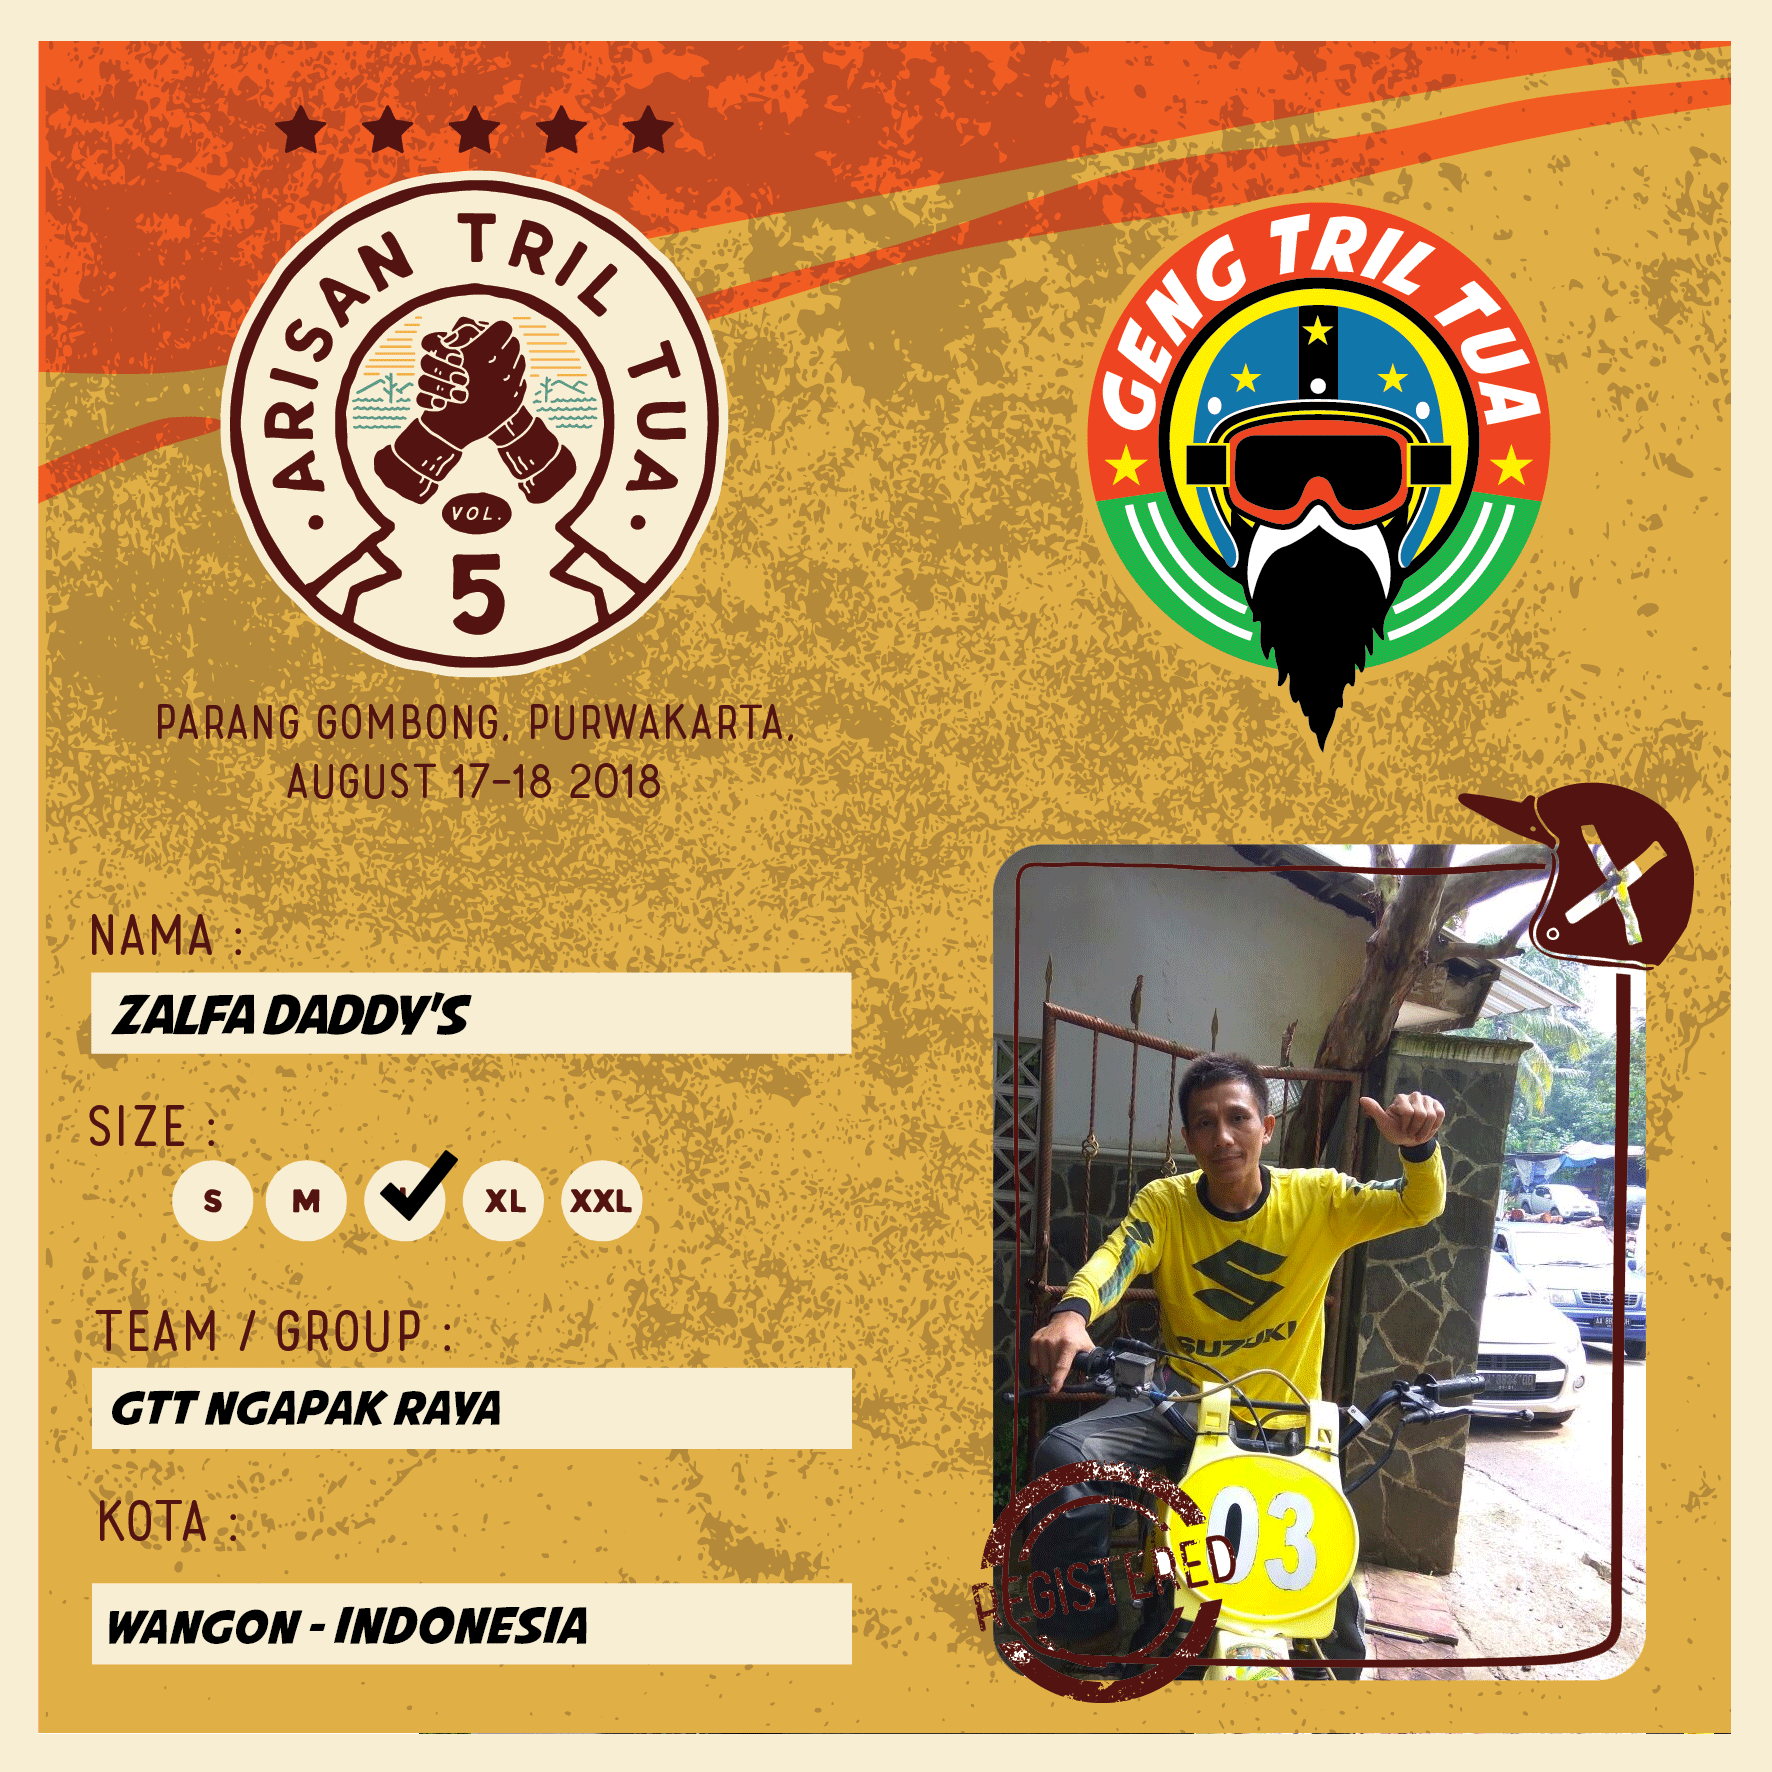 ARISAN TRIL TUA
VOL.
5
GENG TRIL TUA
PARANG GOMBONG, PURWAKARTA,
AUGUST 17-18 2018
NAMA :
ZALFA DADDY'S
SIZE :
S M XL XXL
TEAM / GROUP :
GTT NGAPAK RAYA
KOTA :
WANGON - INDONESIA
SUZUKI
03
REGISTERED